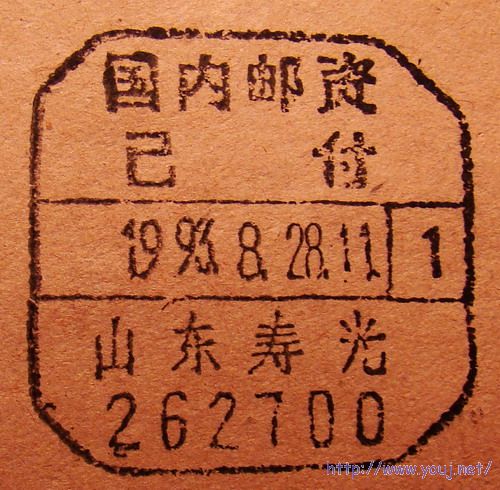 国内邮资
已付
1993.8.28.11 1
山东寿光
262700
http://www.youj.net/